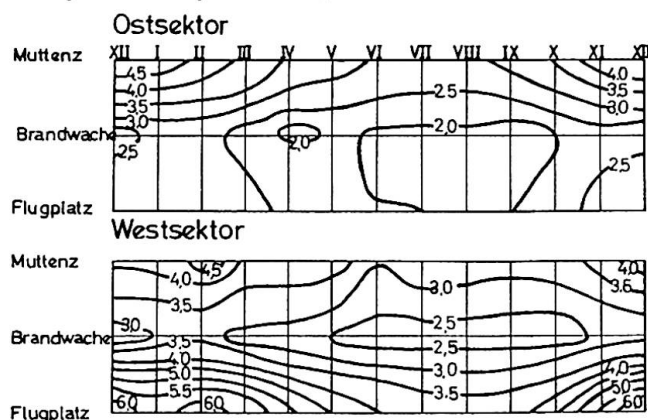 Ostsektor
Muttenz XII I II III IV V VI VII VIII IX X XI XII
4,5 4,0
4,0 3,5
3,5 2,5 3,0
3,0
Brandwache 2,0 2,0
2,5 2,5
Flugplatz
Westsektor
Muttenz 4,0 4,5 4,0
3,5 3,0 3,5
3,0 2,5
Brandwache 3,5 2,5
4,0 3,0 4,0
5,0 3,5 5,0
5,5
Flugplatz 6,0 6,0 6,0